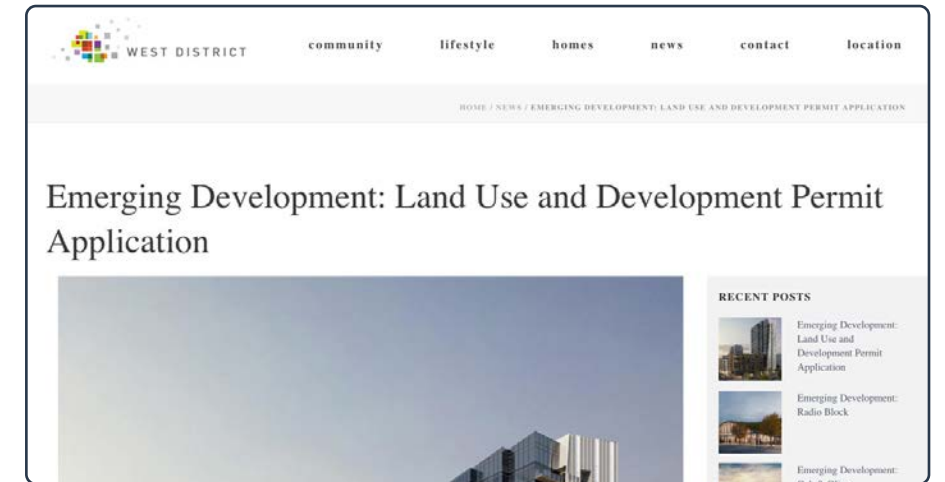 WEST DISTRICT
community lifestyle homes news contact location
HOME / NEWS / EMERGING DEVELOPMENT: LAND USE AND DEVELOPMENT PERMIT APPLICATION
Emerging Development: Land Use and Development Permit
Application
RECENT POSTS
Emerging Development:
Land Use and
Development Permit
Application
Emerging Development:
Radio Block
Emerging Development: